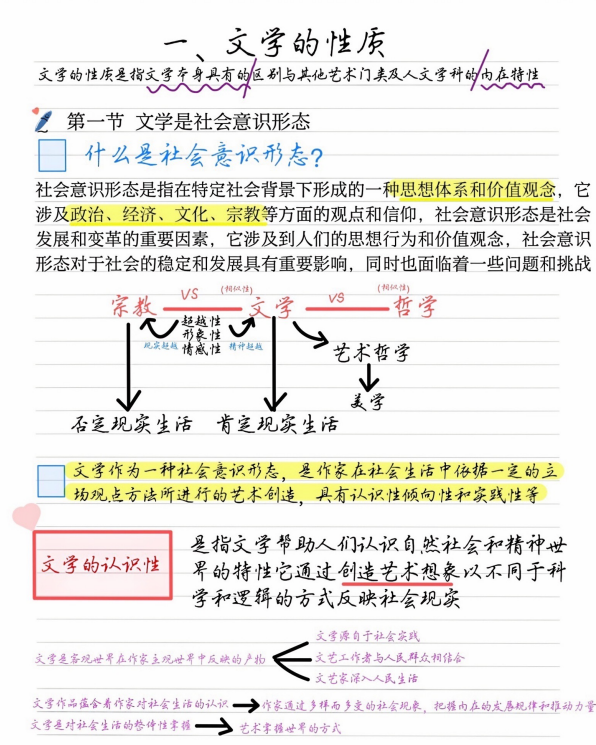 一、文学的性质
文学的性质是指文学本身具有的区别与其他艺术门类及人文学科的内在特性
第一节 文学是社会意识形态
什么是社会意识形态?
社会意识形态是指在特定社会背景下形成的一种思想体系和价值观念，它
涉及政治、经济、文化、宗教等方面的观点和信仰，社会意识形态是社会
发展和变革的重要因素，它涉及到人们的思想行为和价值观念，社会意识
形态对于社会的稳定和发展具有重要影响，同时也面临着一些问题和挑战
宗教 VS (相似性) 文学 VS (相似性) 哲学
超越性
形象性
情感性
现实超越 精神超越
艺术哲学
美学
否定现实生活 肯定现实生活
文学作为一种社会意识形态，是作家在社会生活中依据一定的立
场观点方法所进行的艺术创造，具有认识性倾向性和实践性等
文学的认识性
是指文学帮助人们认识自然社会和精神世
界的特性它通过创造艺术想象以不同于科
学和逻辑的方式反映社会现实
文学源自于社会实践
文学是客观世界在作家主观世界中反映的产物
文艺工作者与人民群众相结合
文艺家深入人民生活
文学作品蕴含着作家对社会生活的认识 作家通过多样而多变的社会现象，把握内在的发展规律和推动力量
文学是对社会生活的整体性掌握 艺术掌握世界的方式